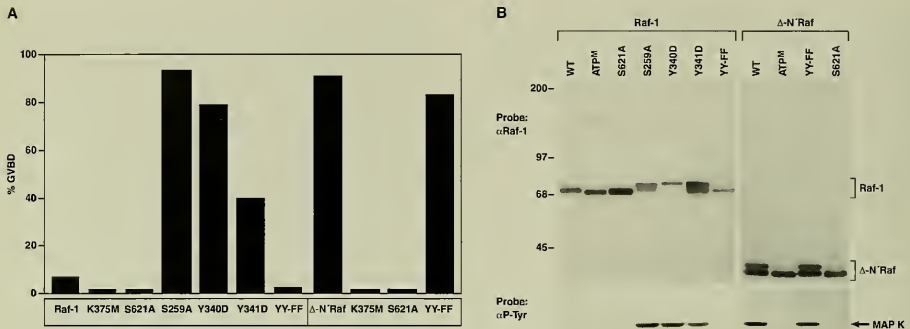 A
% GVBD
100
80
60
40
20
0
Raf-1 K375M S621A S259A Y340D Y341D YY-FF Δ-N´Raf K375M S621A YY-FF
B
Raf-1 Δ-N´Raf
WT ATPᴹ S621A S259A Y340D Y341D YY-FF WT ATPᴹ YY-FF S621A
200–
Probe:
αRaf-1
97–
68–
Raf-1
45–
Δ-N´Raf
Probe:
αP-Tyr
MAP K